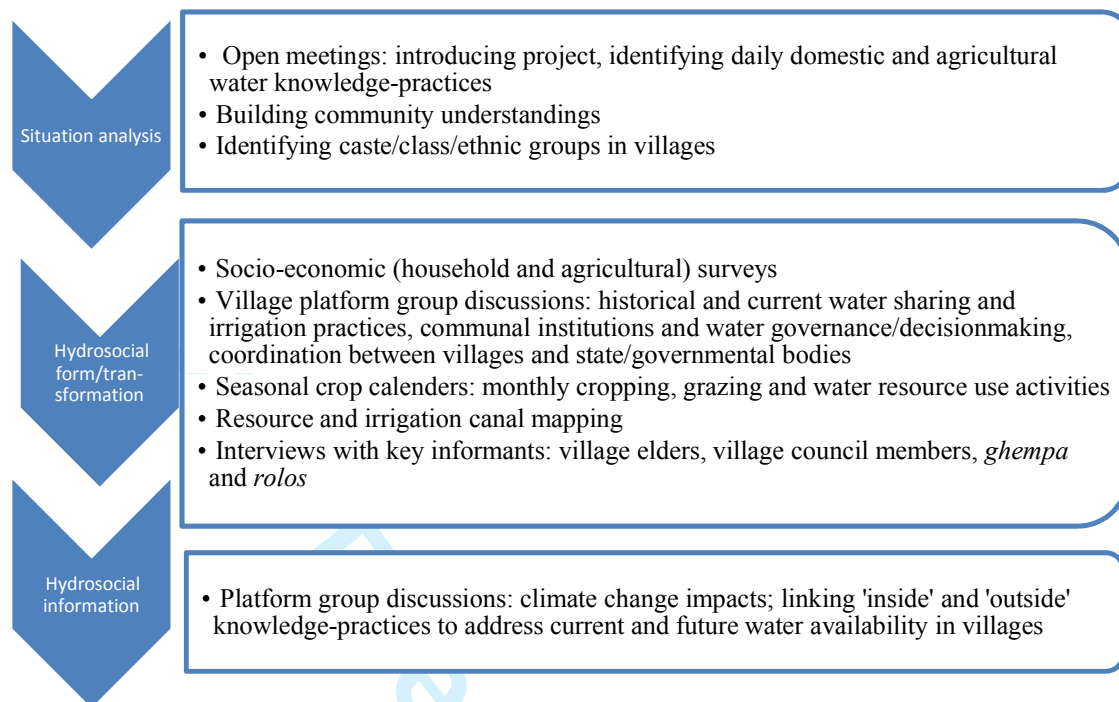 Situation analysis
• Open meetings: introducing project, identifying daily domestic and agricultural
water knowledge-practices
• Building community understandings
• Identifying caste/class/ethnic groups in villages
Hydrosocial
form/tran-
sformation
• Socio-economic (household and agricultural) surveys
• Village platform group discussions: historical and current water sharing and
irrigation practices, communal institutions and water governance/decisionmaking,
coordination between villages and state/governmental bodies
• Seasonal crop calenders: monthly cropping, grazing and water resource use activities
• Resource and irrigation canal mapping
• Interviews with key informants: village elders, village council members, ghempa
and rolos
Hydrosocial
information
• Platform group discussions: climate change impacts; linking 'inside' and 'outside'
knowledge-practices to address current and future water availability in villages